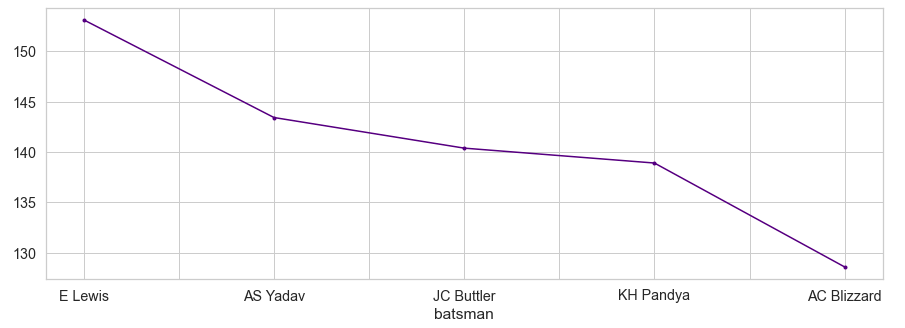 150
145
140
135
130
E Lewis AS Yadav JC Buttler KH Pandya AC Blizzard
batsman